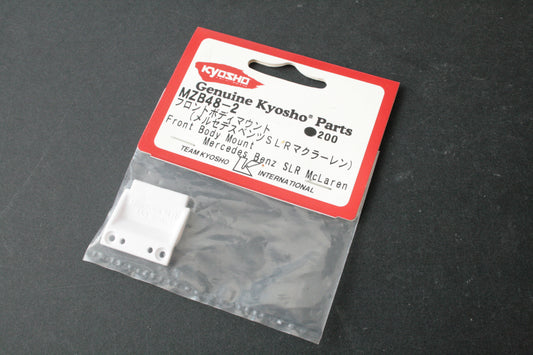 KYOSHO
Genuine Kyosho® Parts
MZB48-2 ●200
フロントボディマウント
(メルセデスベンツSLRマクラーレン)
Front Body Mount
Mercedes Benz SLR McLaren
TEAM KYOSHO INTERNATIONAL